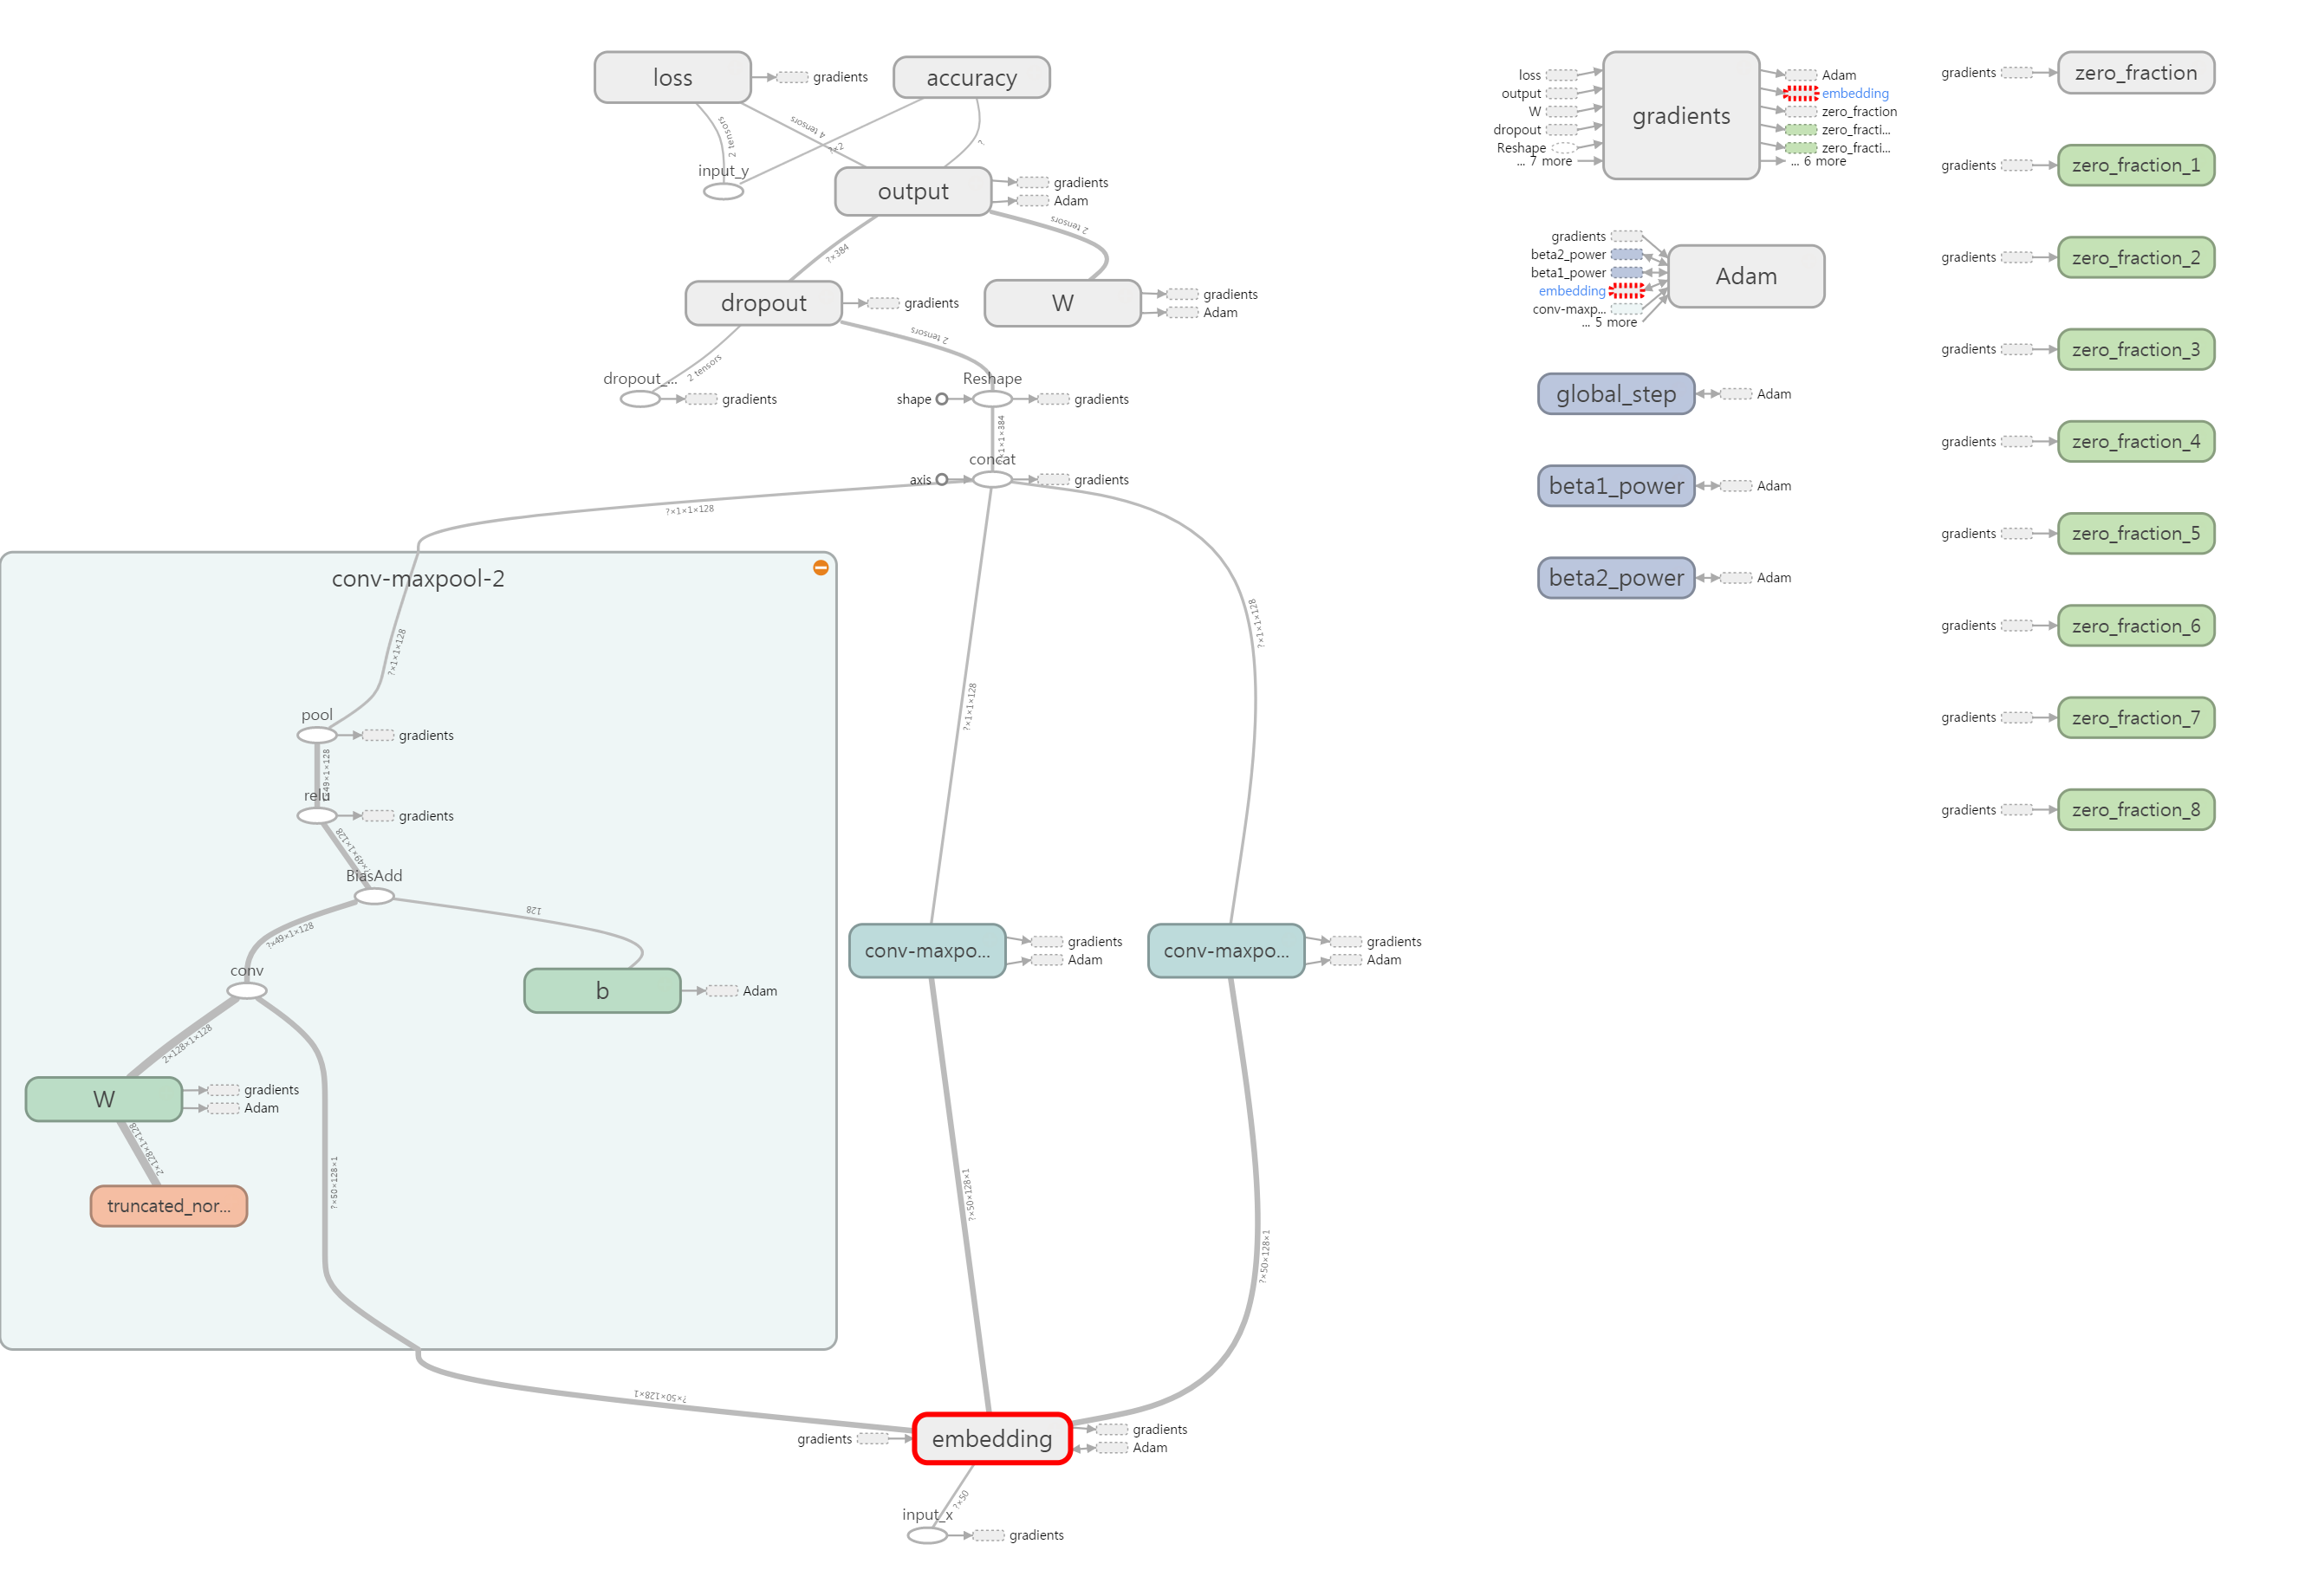 loss
gradients
accuracy
2 tensors
4 tensors
?×2
?
input_y
output
gradients
Adam
?×384
2 tensors
dropout
gradients
W
gradients
Adam
2 tensors
2 tensors
dropout_...
gradients
Reshape
shape
gradients
?×1×1×384
concat
axis
gradients
?×1×1×128
conv-maxpool-2
?×1×1×128
?×1×1×128
?×1×1×128
pool
gradients
?×49×1×128
relu
gradients
?×49×1×128
BiasAdd
?×49×1×128
128
conv
b
Adam
conv-maxpo...
gradients
Adam
conv-maxpo...
gradients
Adam
2×128×1×128
W
gradients
Adam
2×128×1×128
truncated_nor...
?×50×128×1
?×50×128×1
?×50×128×1
?×50×128×1
gradients
embedding
gradients
Adam
?×50
input_x
gradients
loss
output
W
dropout
Reshape
... 7 more
gradients
Adam
embedding
zero_fraction
zero_fracti...
zero_fracti...
... 6 more
gradients
beta2_power
beta1_power
embedding
conv-maxp...
... 5 more
Adam
global_step
Adam
beta1_power
Adam
beta2_power
Adam
gradients
zero_fraction
gradients
zero_fraction_1
gradients
zero_fraction_2
gradients
zero_fraction_3
gradients
zero_fraction_4
gradients
zero_fraction_5
gradients
zero_fraction_6
gradients
zero_fraction_7
gradients
zero_fraction_8